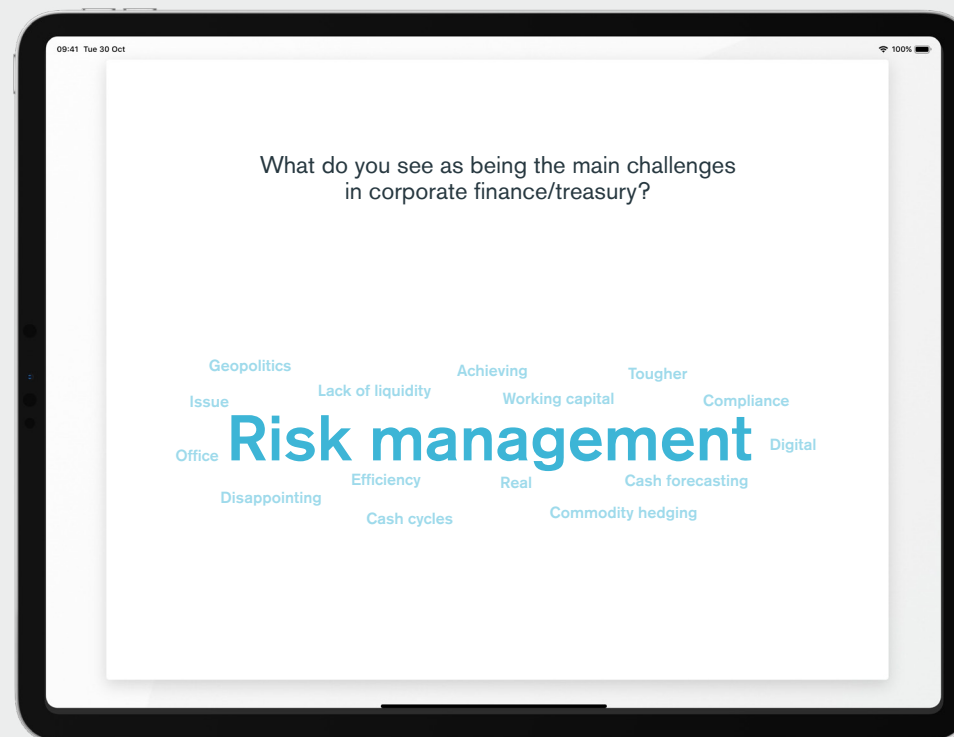 09:41 Tue 30 Oct
100%
What do you see as being the main challenges
in corporate finance/treasury?
Geopolitics
Achieving
Tougher
Lack of liquidity
Working capital
Issue
Compliance
Risk management
Digital
Office
Efficiency
Real
Cash forecasting
Disappointing
Commodity hedging
Cash cycles